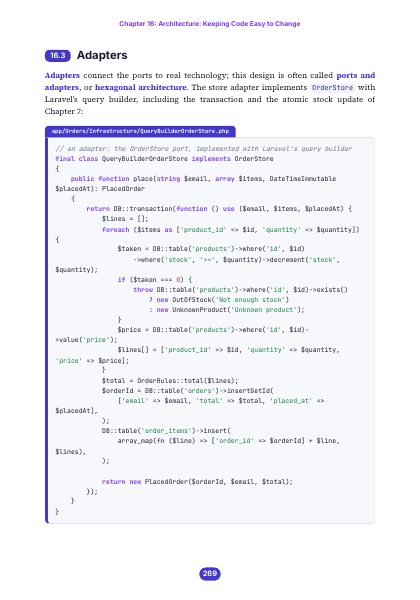 Chapter 16: Architecture: Keeping Code Easy to Change
16.3 Adapters
Adapters connect the ports to real technology; this design is often called ports and
adapters, or hexagonal architecture. The store adapter implements OrderStore with
Laravel's query builder, including the transaction and the atomic stock update of
Chapter 7:
app/Orders/Infrastructure/QueryBuilderOrderStore.php
// an adapter: the OrderStore port, implemented with Laravel's query builder
final class QueryBuilderOrderStore implements OrderStore
{
    public function place(string $email, array $items, DateTimeImmutable
$placedAt): PlacedOrder
    {
        return DB::transaction(function () use ($email, $items, $placedAt) {
            $lines = [];
            foreach ($items as ['product_id' => $id, 'quantity' => $quantity])
{
                $taken = DB::table('products')->where('id', $id)
                    ->where('stock', '>=', $quantity)->decrement('stock',
$quantity);
                if ($taken === 0) {
                    throw DB::table('products')->where('id', $id)->exists()
                        ? new OutOfStock('Not enough stock')
                        : new UnknownProduct('Unknown product');
                }
                $price = DB::table('products')->where('id', $id)-
>value('price');
                $lines[] = ['product_id' => $id, 'quantity' => $quantity,
'price' => $price];
            }
            $total = OrderRules::total($lines);
            $orderId = DB::table('orders')->insertGetId(
                ['email' => $email, 'total' => $total, 'placed_at' =>
$placedAt],
            );
            DB::table('order_items')->insert(
                array_map(fn ($line) => ['order_id' => $orderId] + $line,
$lines),
            );
            return new PlacedOrder($orderId, $email, $total);
        });
    }
}
269